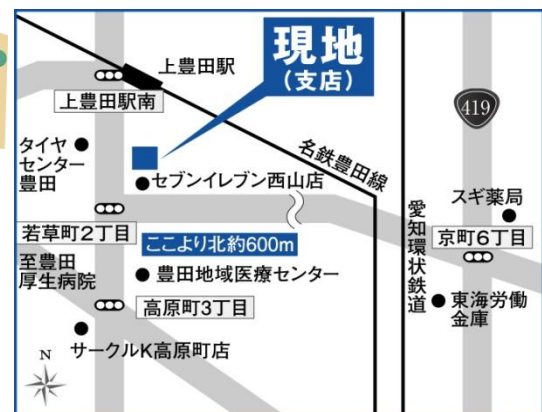 現地
(支店)
上豊田駅
上豊田駅南
419
タイヤ
センター
豊田
名鉄豊田線
セブンイレブン西山店
スギ薬局
愛知環状鉄道
若草町2丁目
ここより北約600m
京町6丁目
至豊田
厚生病院
豊田地域医療センター
高原町3丁目
東海労働
金庫
サークルK高原町店
N